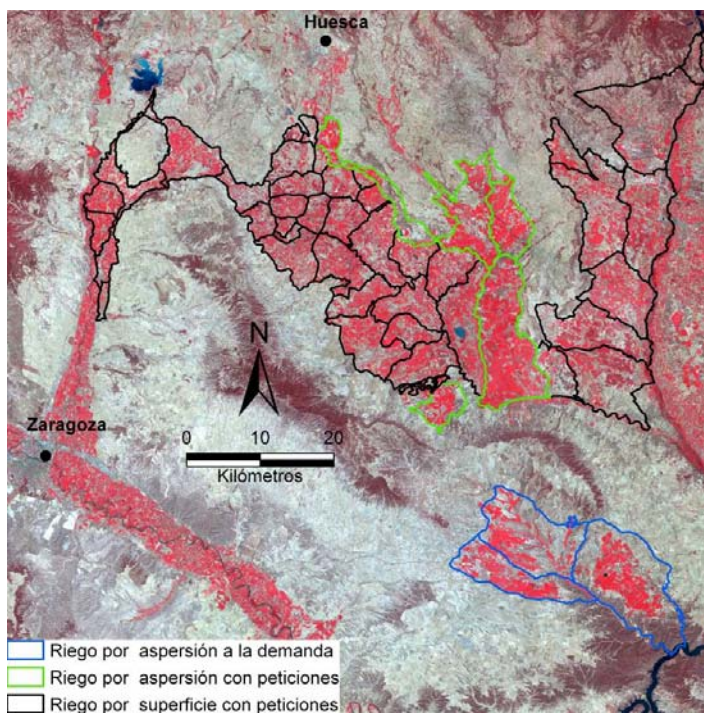 Huesca
N
Zaragoza
0 10 20
Kilómetros
Riego por aspersión a la demanda
Riego por aspersión con peticiones
Riego por superficie con peticiones